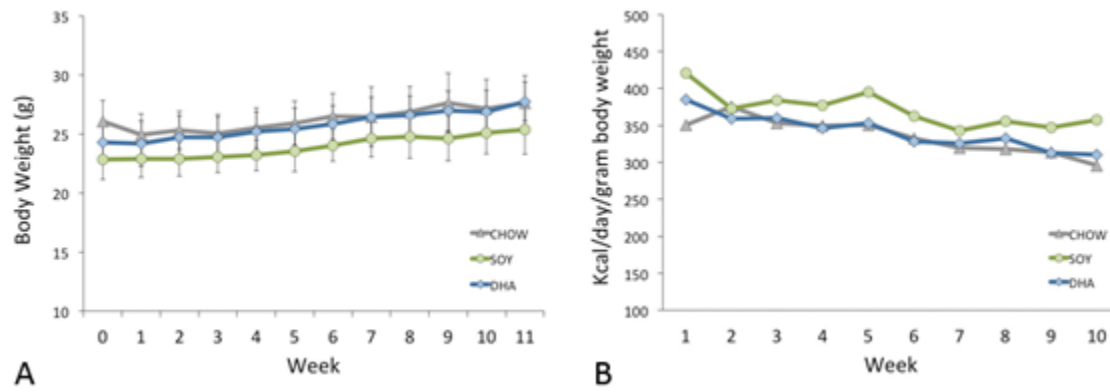 35
30
25
20
15
10
Body Weight (g)
CHOW
SOY
DHA
0 1 2 3 4 5 6 7 8 9 10 11
Week
A
500
450
400
350
300
250
200
150
100
Kcal/day/gram body weight
CHOW
SOY
DHA
1 2 3 4 5 6 7 8 9 10
Week
B